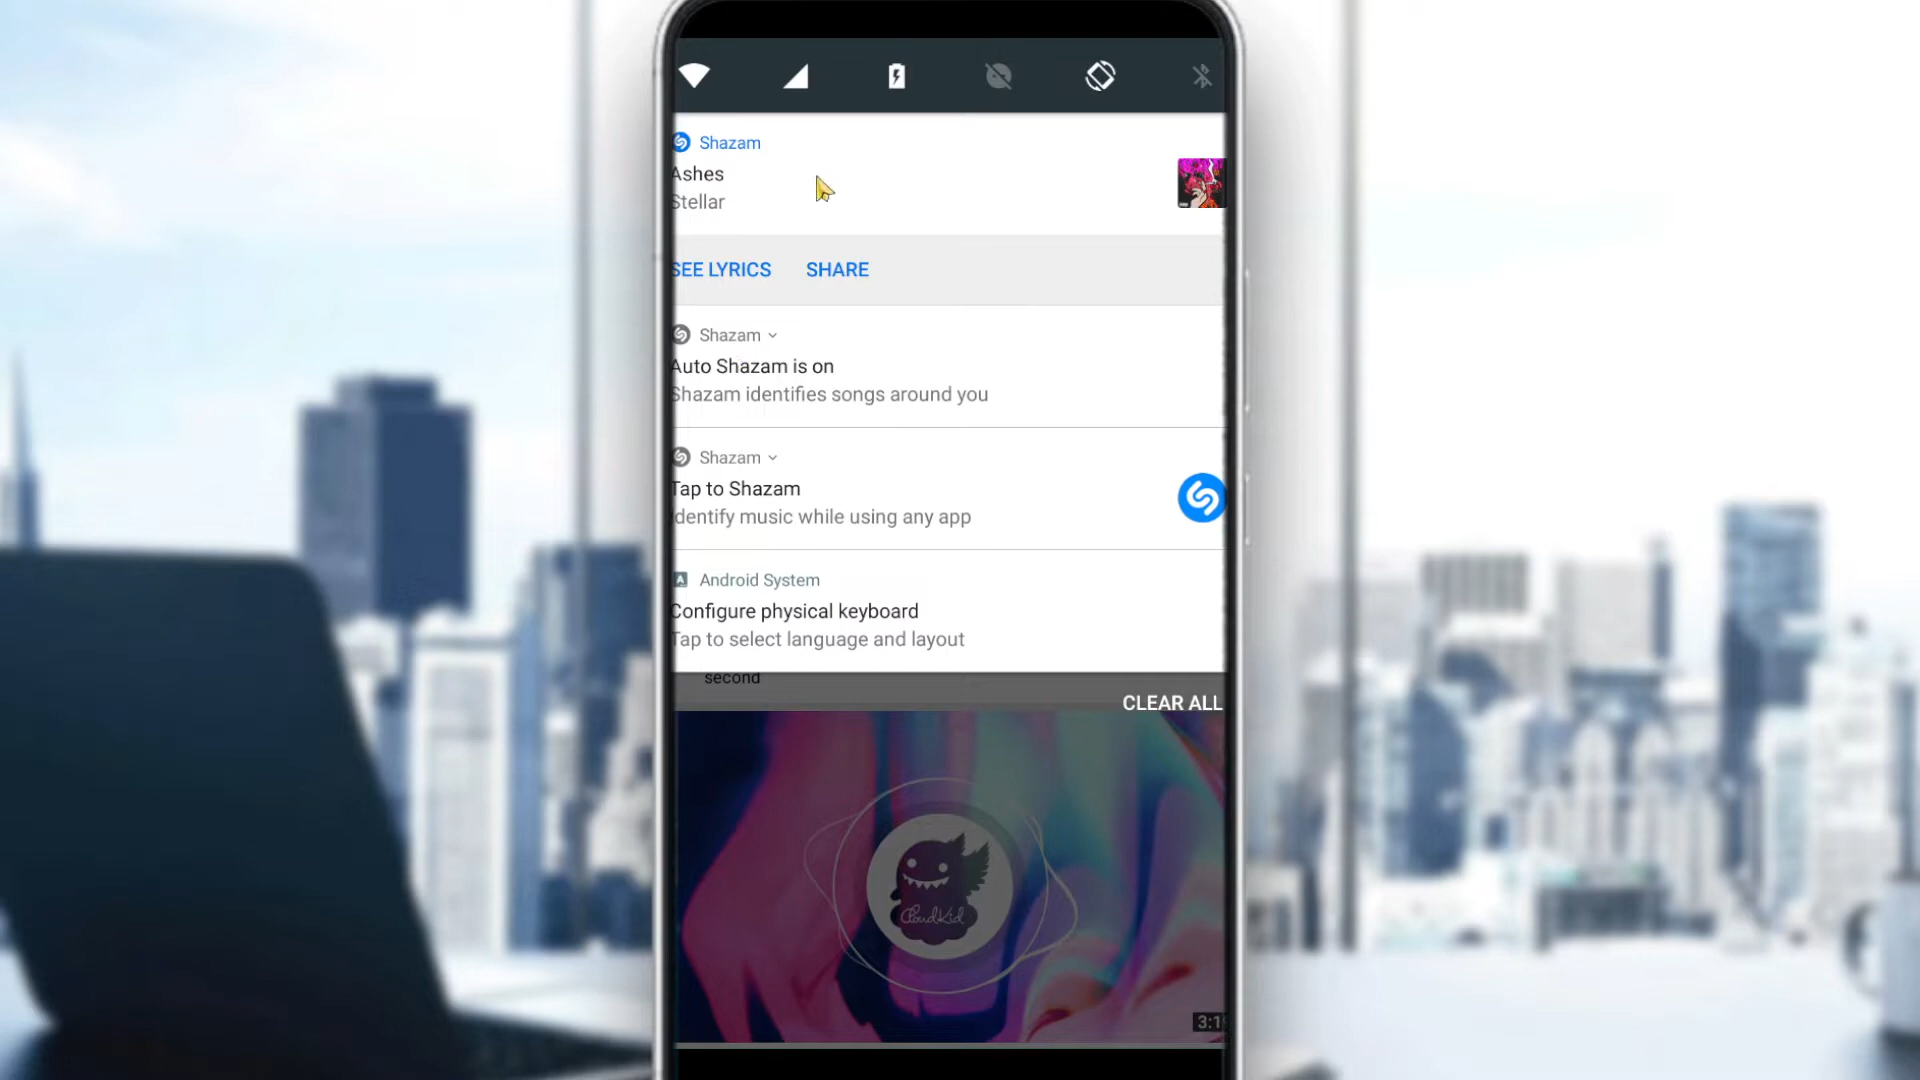 Shazam
Ashes
Stellar
SEE LYRICS SHARE
Shazam
Auto Shazam is on
Shazam identifies songs around you
Shazam
Tap to Shazam
Identify music while using any app
Android System
Configure physical keyboard
Tap to select language and layout
second
CLEAR ALL
CloudKid